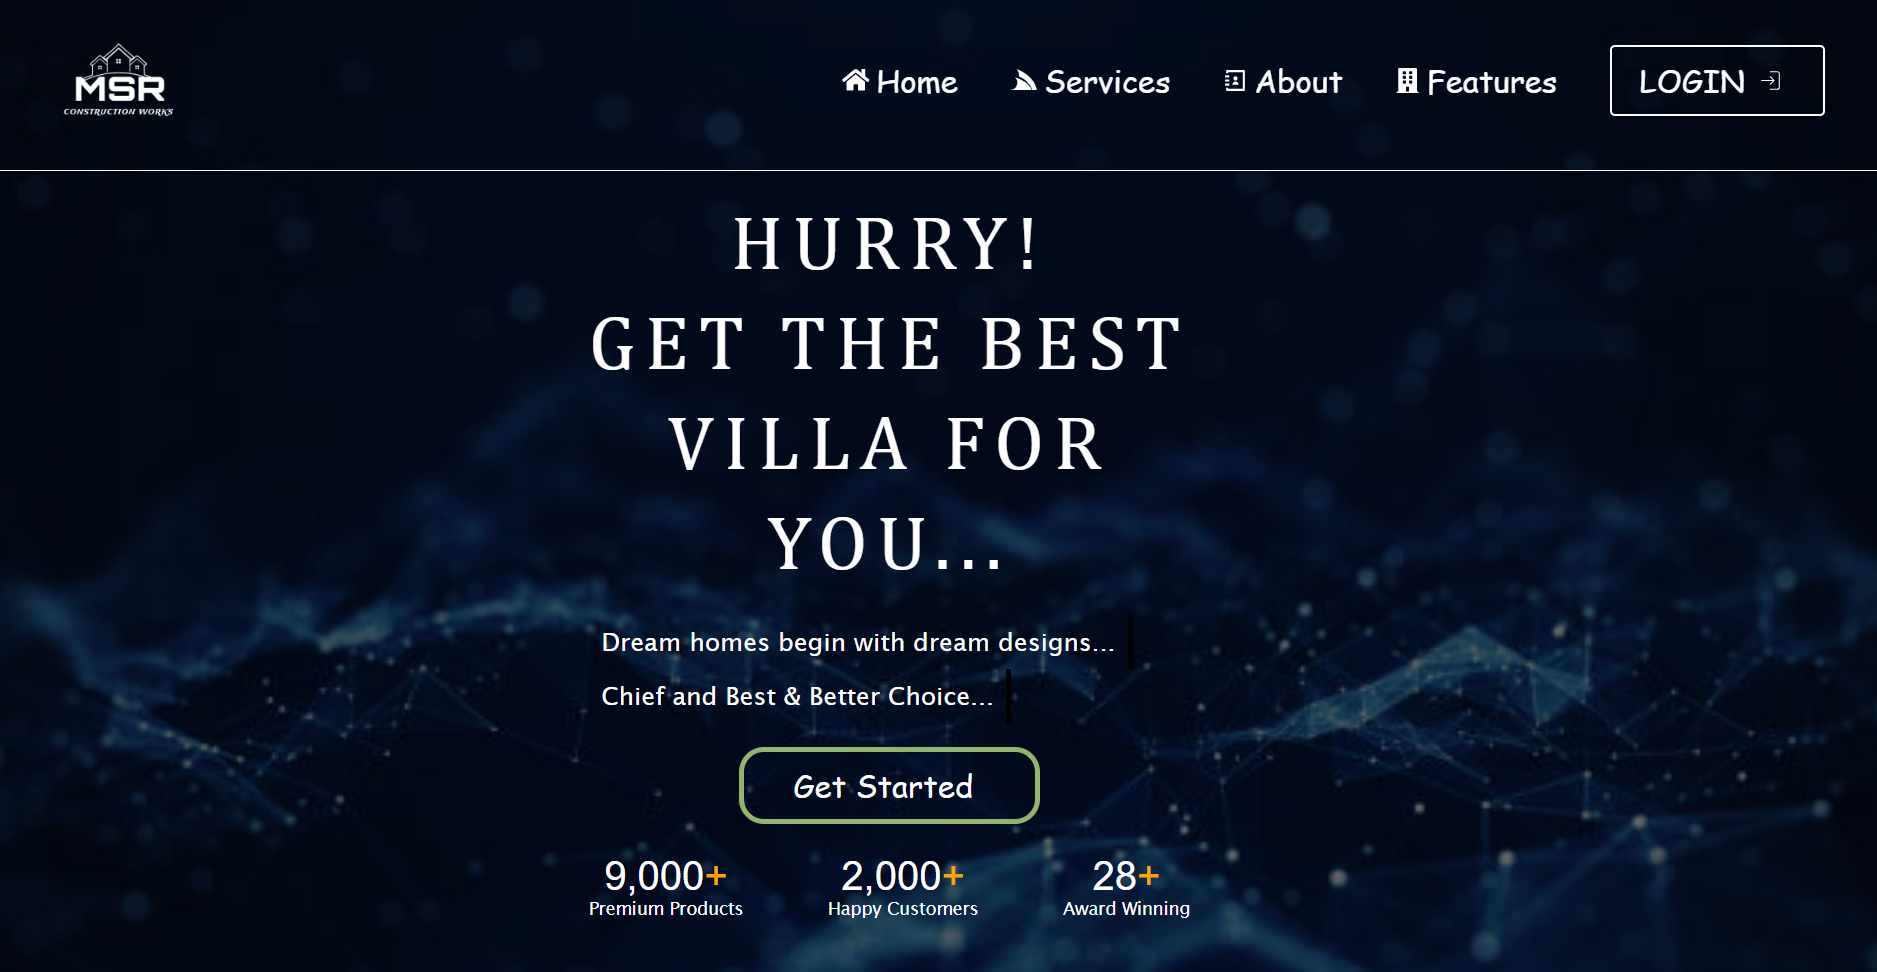 MSR
CONSTRUCTION WORKS
Home Services About Features LOGIN
HURRY!
GET THE BEST
VILLA FOR
YOU...
Dream homes begin with dream designs...
Chief and Best & Better Choice...
Get Started
9,000+ 2,000+ 28+
Premium Products Happy Customers Award Winning